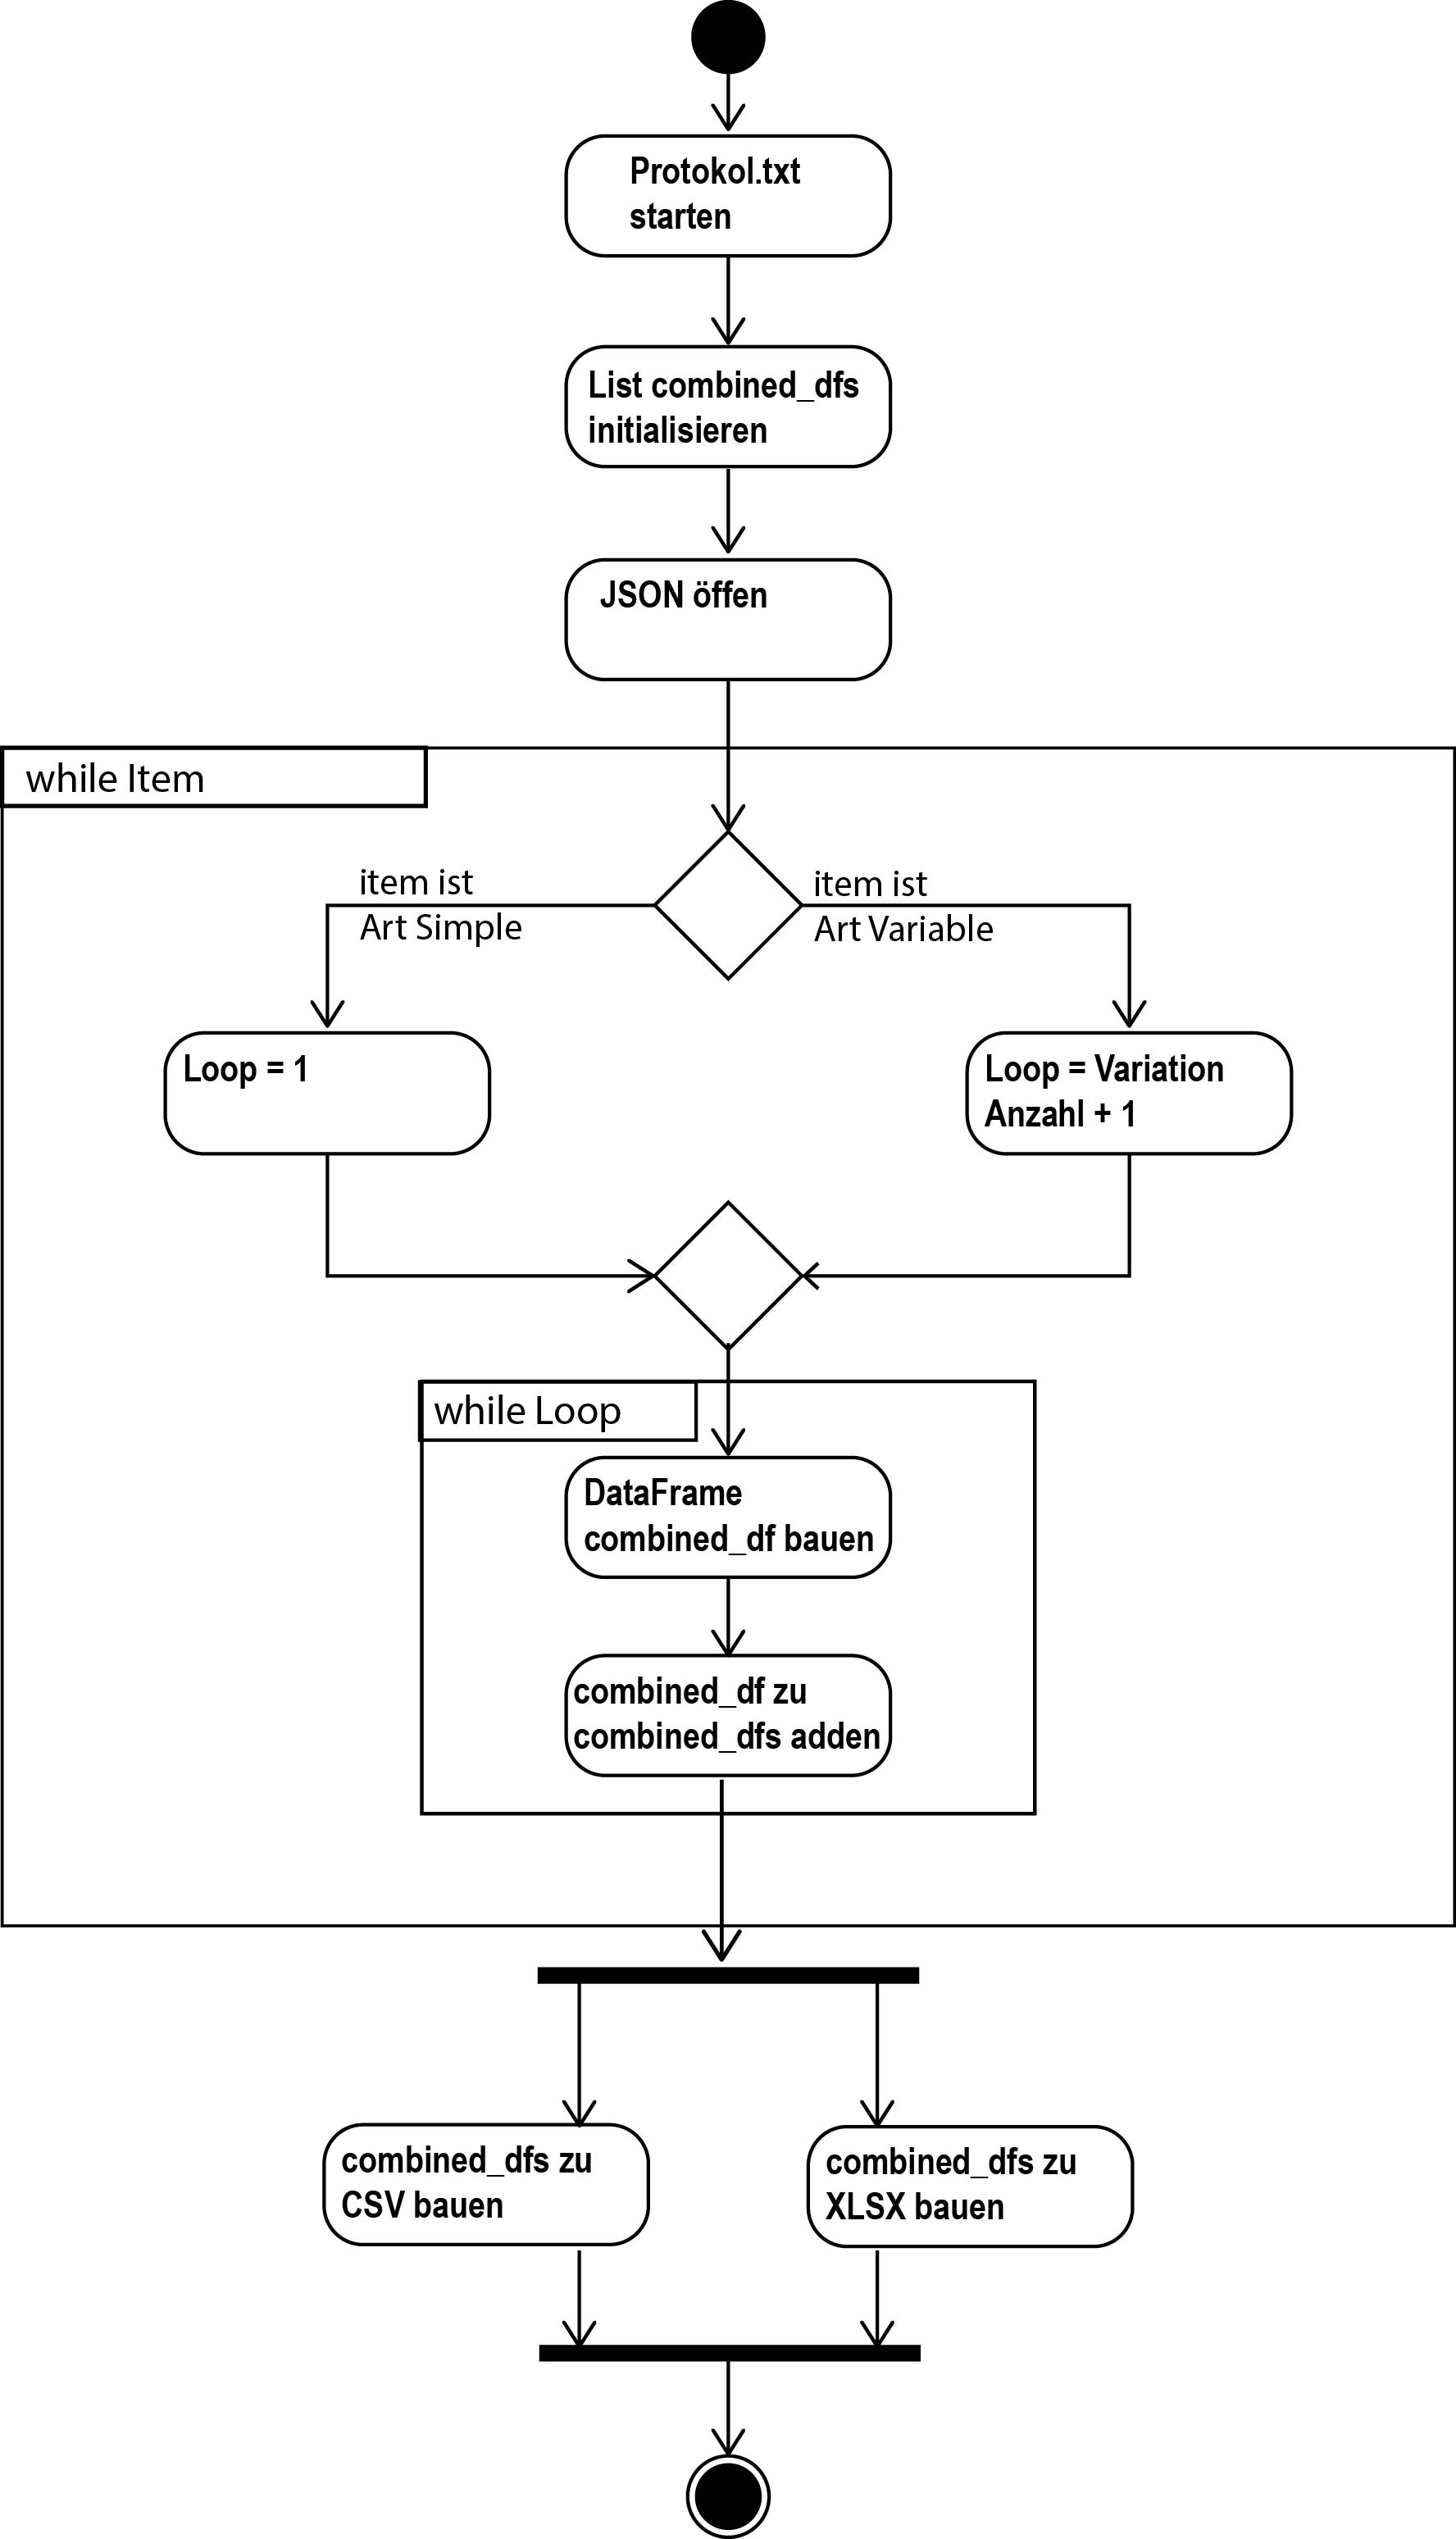 Protokol.txt
starten
List combined_dfs
initialisieren
JSON öffen
while Item
item ist
Art Simple
item ist
Art Variable
Loop = 1
Loop = Variation
Anzahl + 1
while Loop
DataFrame
combined_df bauen
combined_df zu
combined_dfs adden
combined_dfs zu
CSV bauen
combined_dfs zu
XLSX bauen